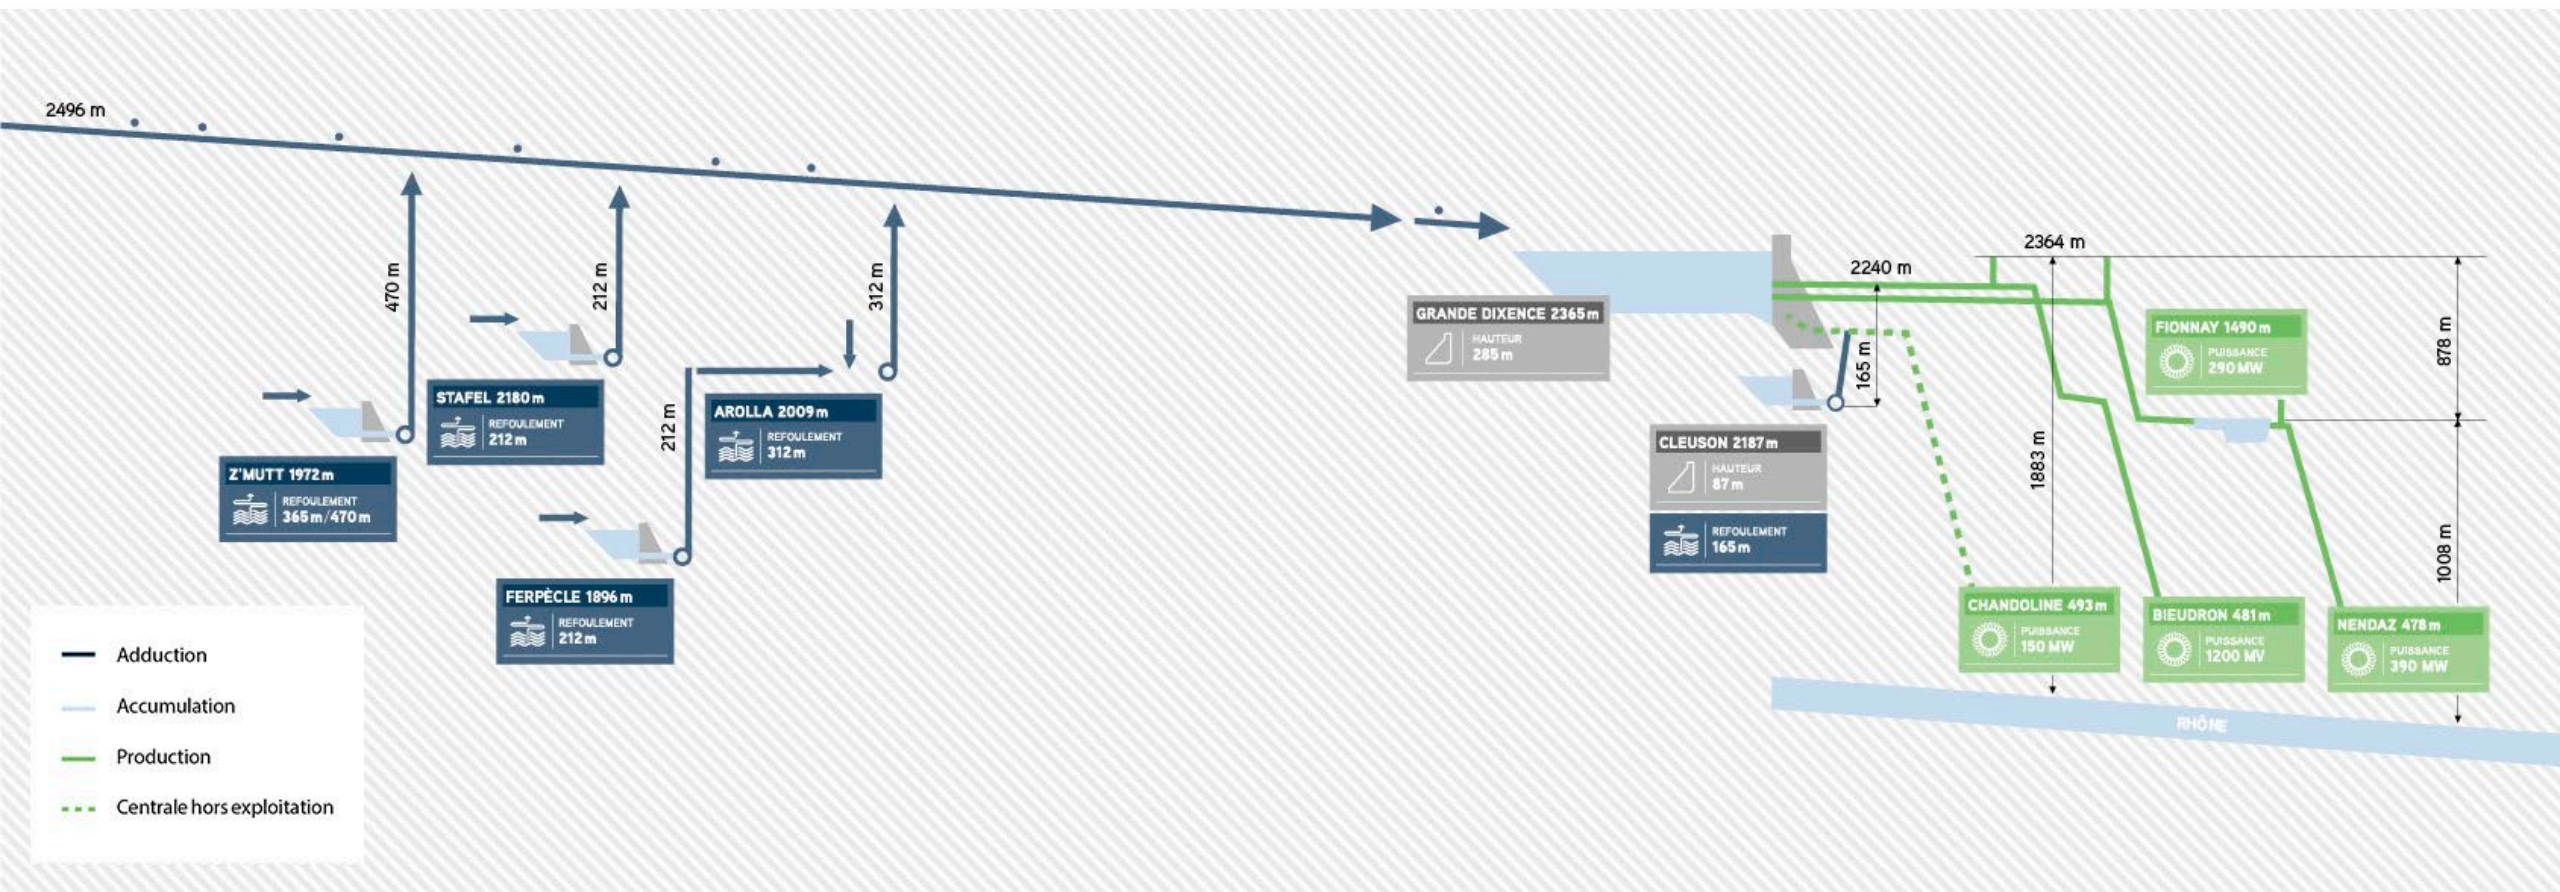 2496 m
470 m
212 m
312 m
212 m
Z'MUTT 1972 m
REFOULEMENT
365 m/470 m
STAFEL 2180 m
REFOULEMENT
212 m
FERPÈCLE 1896 m
REFOULEMENT
212 m
AROLLA 2009 m
REFOULEMENT
312 m
GRANDE DIXENCE 2365 m
HAUTEUR
285 m
CLEUSON 2187 m
HAUTEUR
87 m
REFOULEMENT
165 m
2240 m
165 m
2364 m
1883 m
878 m
1008 m
FIONNAY 1490 m
PUISSANCE
290 MW
CHANDOLINE 493 m
PUISSANCE
150 MW
BIEUDRON 481 m
PUISSANCE
1200 MV
NENDAZ 478 m
PUISSANCE
390 MW
RHÔNE
Adduction
Accumulation
Production
Centrale hors exploitation